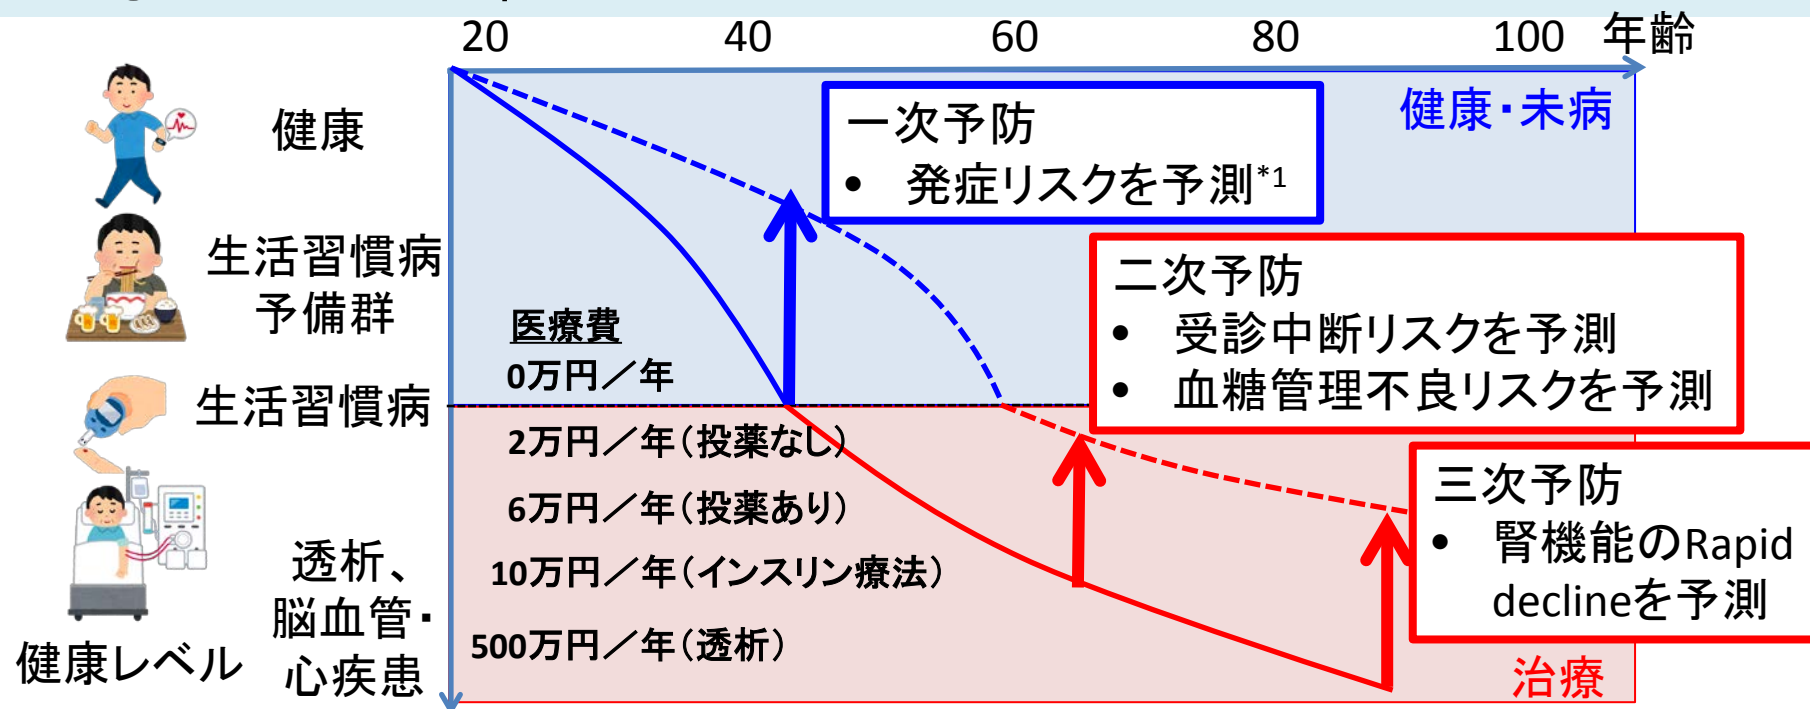 20 40 60 80 100 年齢
健康・未病
健康
一次予防
• 発症リスクを予測*1
生活習慣病
予備群
二次予防
• 受診中断リスクを予測
• 血糖管理不良リスクを予測
医療費
0万円／年
生活習慣病
2万円／年(投薬なし)
6万円／年(投薬あり)
10万円／年(インスリン療法)
500万円／年(透析)
三次予防
• 腎機能のRapid
declineを予測
透析、
脳血管・
心疾患
健康レベル
治療